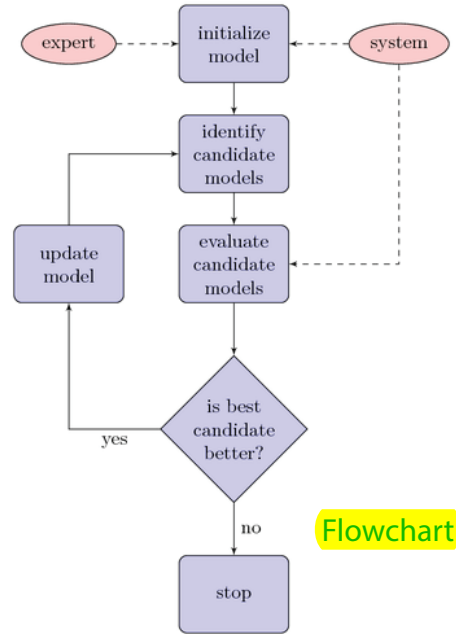 expert
initialize
model
system
identify
candidate
models
update
model
evaluate
candidate
models
is best
candidate
better?
yes
no
Flowchart
stop